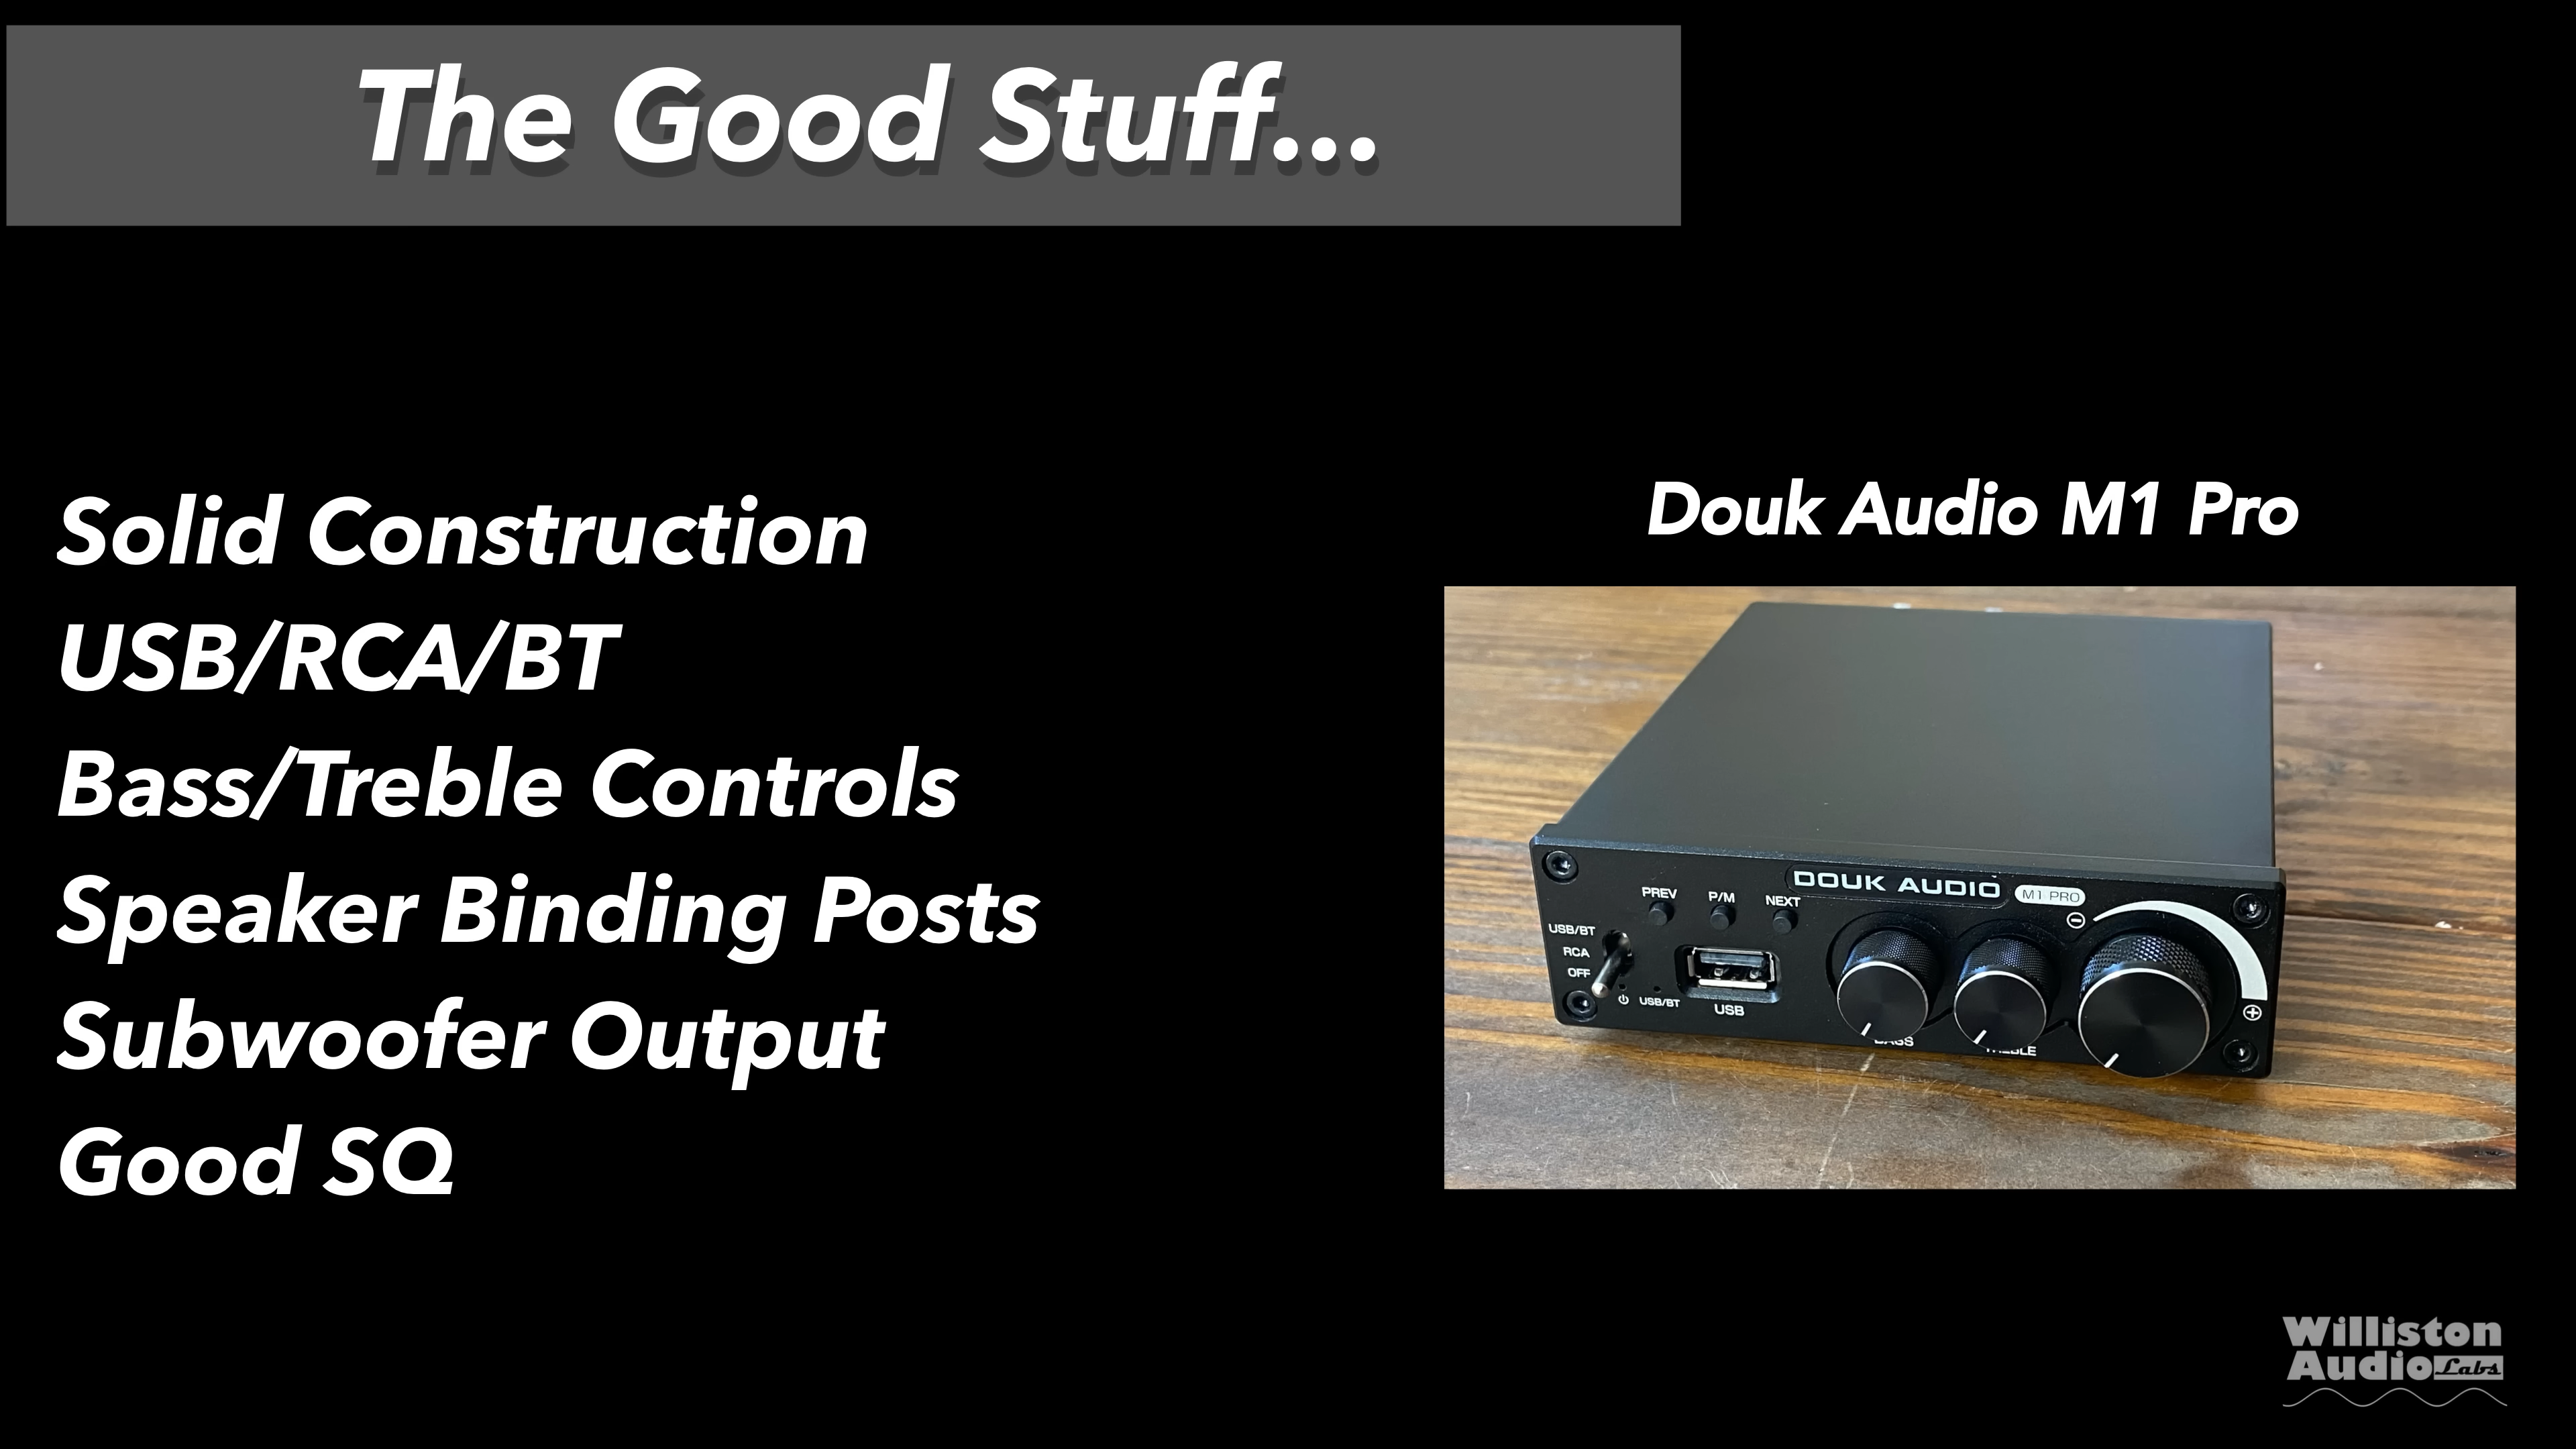 The Good Stuff...
Solid Construction
USB/RCA/BT
Bass/Treble Controls
Speaker Binding Posts
Subwoofer Output
Good SQ
Douk Audio M1 Pro
DOUK AUDIO M1 PRO
PREV P/M NEXT
USB/BT
RCA
OFF
USB/BT
USB
BASS
TREBLE
Williston
Audio Labs